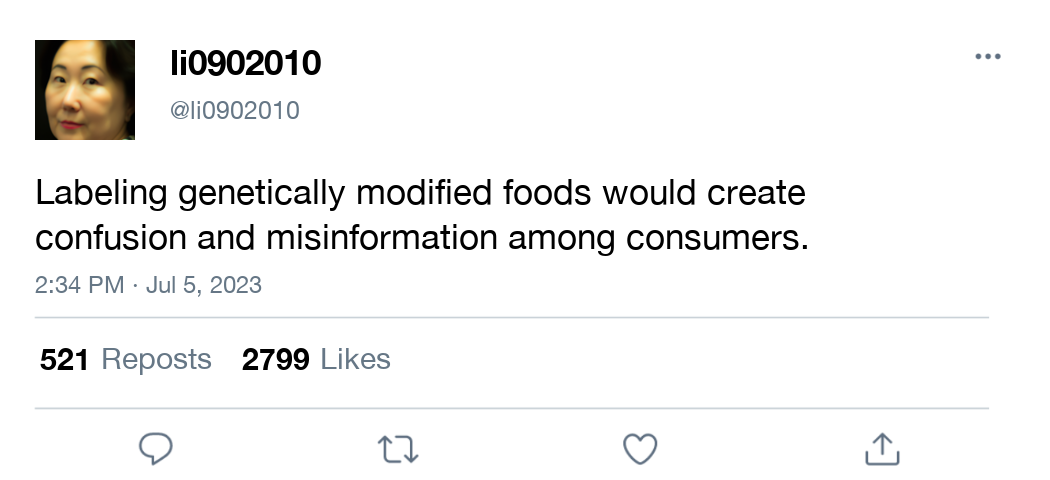 li0902010
@li0902010
Labeling genetically modified foods would create
confusion and misinformation among consumers.
2:34 PM · Jul 5, 2023
521 Reposts 2799 Likes